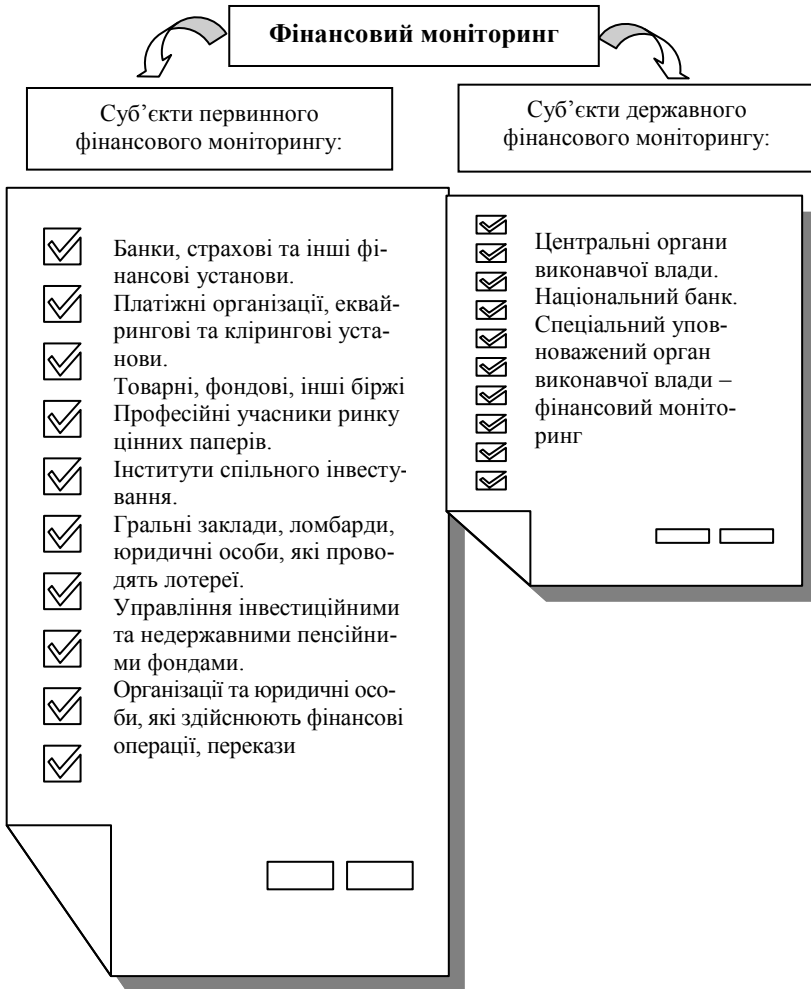 Фінансовий моніторинг
Суб’єкти первинного
фінансового моніторингу:
Суб’єкти державного
фінансового моніторингу:
Банки, страхові та інші фі-
нансові установи.
Платіжні організації, еквай-
рингові та клірингові уста-
нови.
Товарні, фондові, інші біржі
Професійні учасники ринку
цінних паперів.
Інститути спільного інвесту-
вання.
Гральні заклади, ломбарди,
юридичні особи, які прово-
дять лотереї.
Управління інвестиційними
та недержавними пенсійни-
ми фондами.
Організації та юридичні осо-
би, які здійснюють фінансові
операції, перекази
Центральні органи
виконавчої влади.
Національний банк.
Спеціальний упов-
новажений орган
виконавчої влади –
фінансовий моніто-
ринг